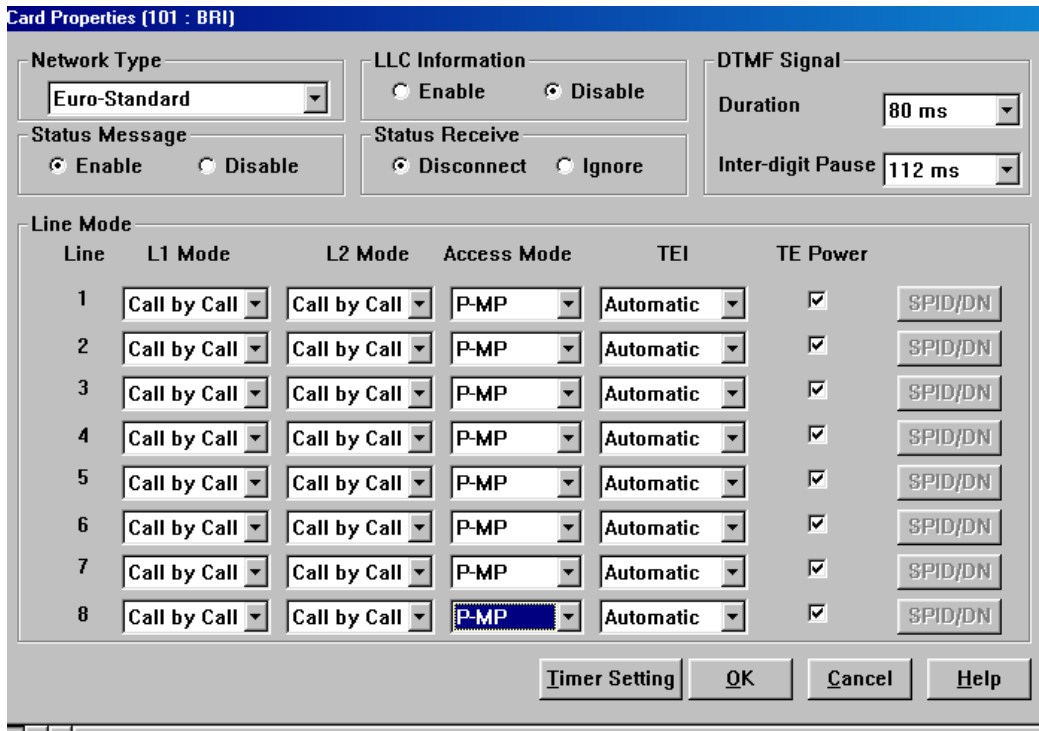 Card Properties (101 : BRI)
Network Type
Euro-Standard
LLC Information
Enable Disable
DTMF Signal
Duration 80 ms
Inter-digit Pause 112 ms
Status Message
Enable Disable
Status Receive
Disconnect Ignore
Line Mode
Line L1 Mode L2 Mode Access Mode TEI TE Power
1 Call by Call Call by Call P-MP Automatic SPID/DN
2 Call by Call Call by Call P-MP Automatic SPID/DN
3 Call by Call Call by Call P-MP Automatic SPID/DN
4 Call by Call Call by Call P-MP Automatic SPID/DN
5 Call by Call Call by Call P-MP Automatic SPID/DN
6 Call by Call Call by Call P-MP Automatic SPID/DN
7 Call by Call Call by Call P-MP Automatic SPID/DN
8 Call by Call Call by Call P-MP Automatic SPID/DN
Timer Setting OK Cancel Help